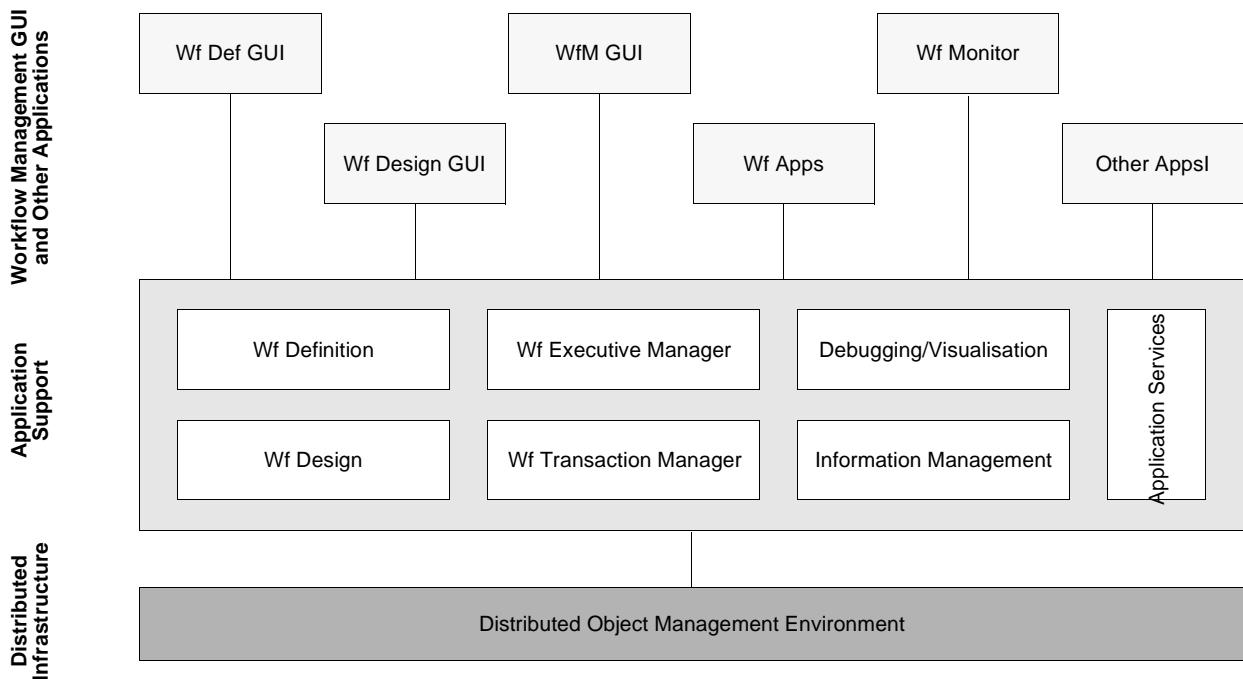 Workflow Management GUI
and Other Applications
Wf Def GUI
WfM GUI
Wf Monitor
Wf Design GUI
Wf Apps
Other AppsI
Application
Support
Wf Definition
Wf Executive Manager
Debugging/Visualisation
Application Services
Wf Design
Wf Transaction Manager
Information Management
Distributed
Infrastructure
Distributed Object Management Environment